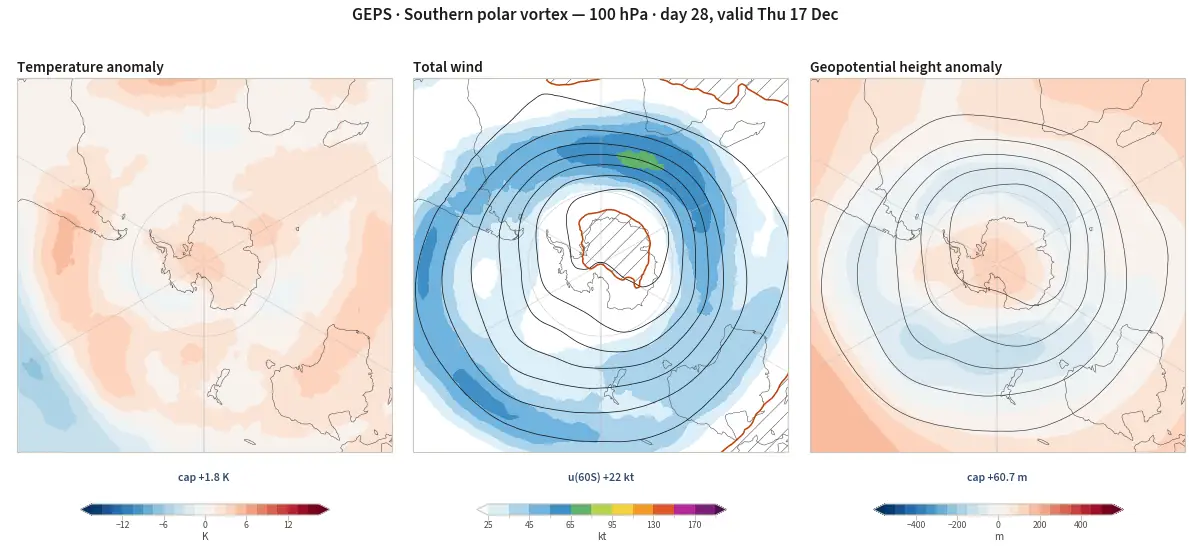 GEPS · Southern polar vortex — 100 hPa · day 28, valid Thu 17 Dec
Temperature anomaly
Total wind
Geopotential height anomaly
cap +1.8 K
u(60S) +22 kt
cap +60.7 m
−12 −6 0 6 12
K
25 45 65 95 130 170
kt
−400 −200 0 200 400
m